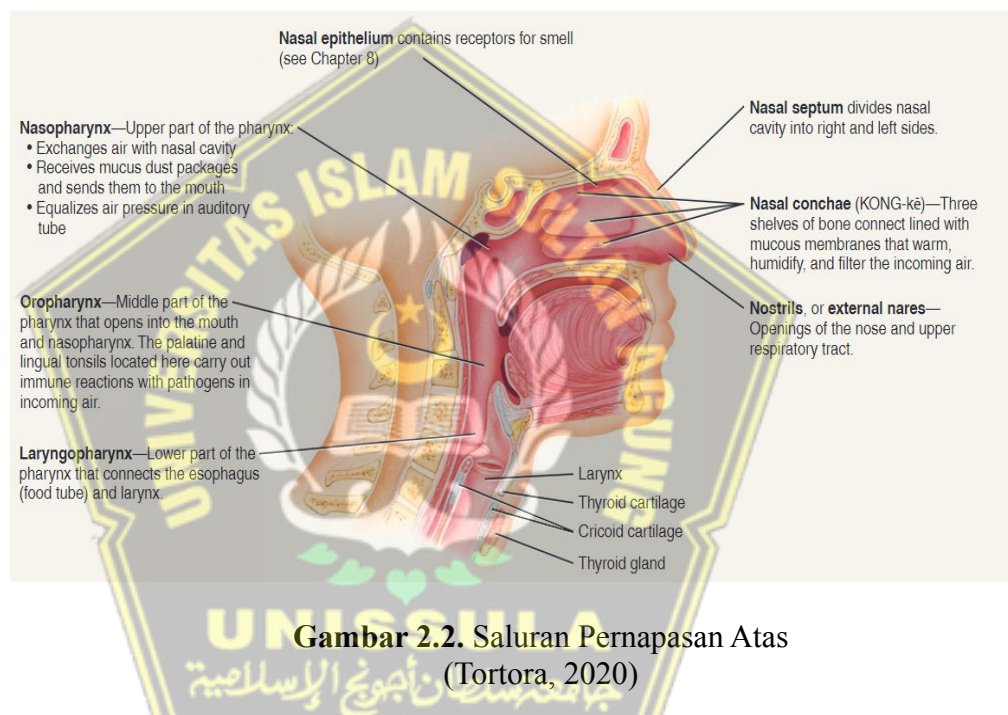 Nasal epithelium contains receptors for smell
(see Chapter 8)
Nasopharynx—Upper part of the pharynx:
• Exchanges air with nasal cavity
• Receives mucus dust packages
and sends them to the mouth
• Equalizes air pressure in auditory
tube
Oropharynx—Middle part of the
pharynx that opens into the mouth
and nasopharynx. The palatine and
lingual tonsils located here carry out
immune reactions with pathogens in
incoming air.
Laryngopharynx—Lower part of the
pharynx that connects the esophagus
(food tube) and larynx.
Nasal septum divides nasal
cavity into right and left sides.
Nasal conchae (KONG-kē)—Three
shelves of bone connect lined with
mucous membranes that warm,
humidify, and filter the incoming air.
Nostrils, or external nares—
Openings of the nose and upper
respiratory tract.
Larynx
Thyroid cartilage
Cricoid cartilage
Thyroid gland
UNIVERSITAS ISLAM SULTAN AGUNG
UNISSULA
جامعة سلطان أجونج الإسلامية
Gambar 2.2. Saluran Pernapasan Atas
(Tortora, 2020)